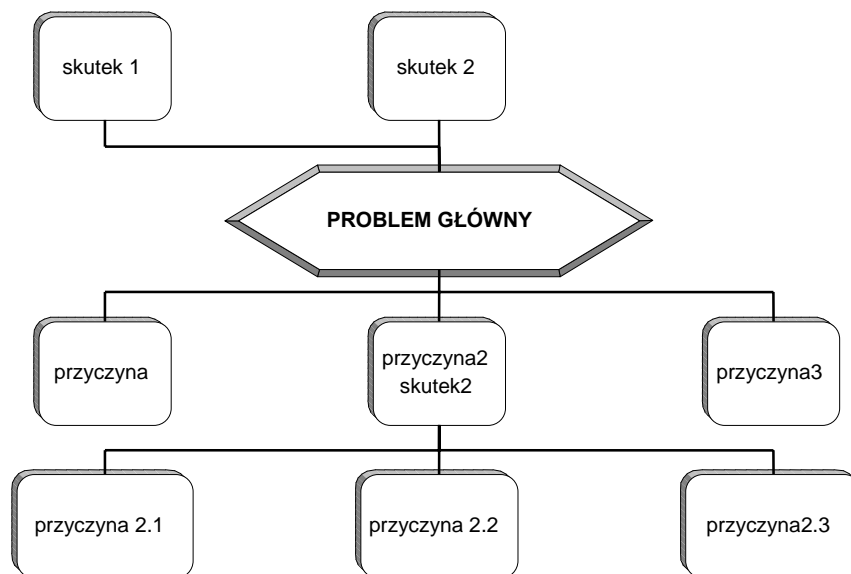 skutek 1
skutek 2
PROBLEM GŁÓWNY
przyczyna
przyczyna2
skutek2
przyczyna3
przyczyna 2.1
przyczyna 2.2
przyczyna2.3